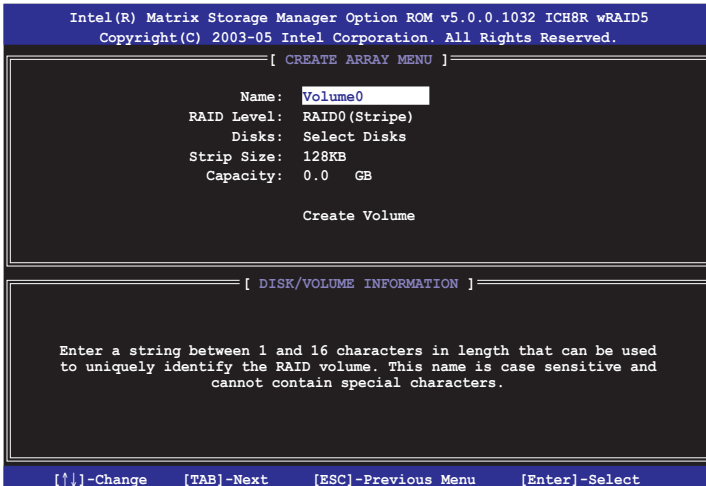 Intel(R) Matrix Storage Manager Option ROM v5.0.0.1032 ICH8R wRAID5
Copyright(C) 2003-05 Intel Corporation. All Rights Reserved.
[ CREATE ARRAY MENU ]
Name: Volume0
RAID Level: RAID0(Stripe)
Disks: Select Disks
Strip Size: 128KB
Capacity: 0.0 GB
Create Volume
[ DISK/VOLUME INFORMATION ]
Enter a string between 1 and 16 characters in length that can be used
to uniquely identify the RAID volume. This name is case sensitive and
cannot contain special characters.
[↑↓]-Change [TAB]-Next [ESC]-Previous Menu [Enter]-Select